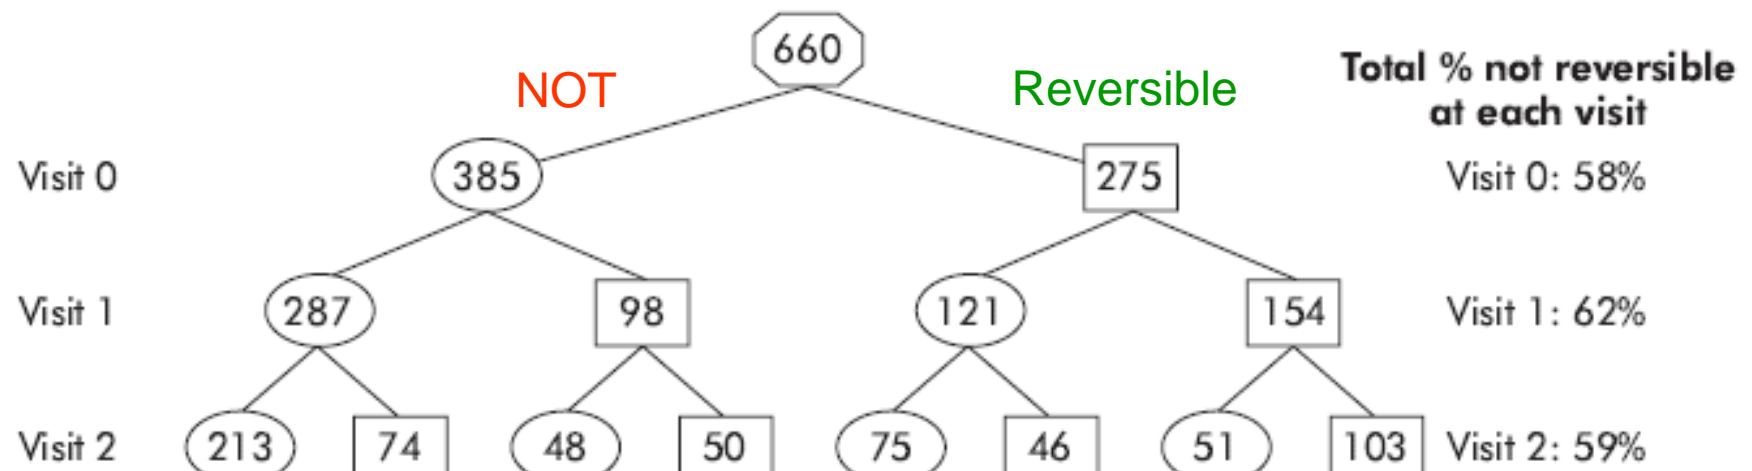 660
NOT Reversible Total % not reversible
at each visit
Visit 0 385 275 Visit 0: 58%
Visit 1 287 98 121 154 Visit 1: 62%
Visit 2 213 74 48 50 75 46 51 103 Visit 2: 59%